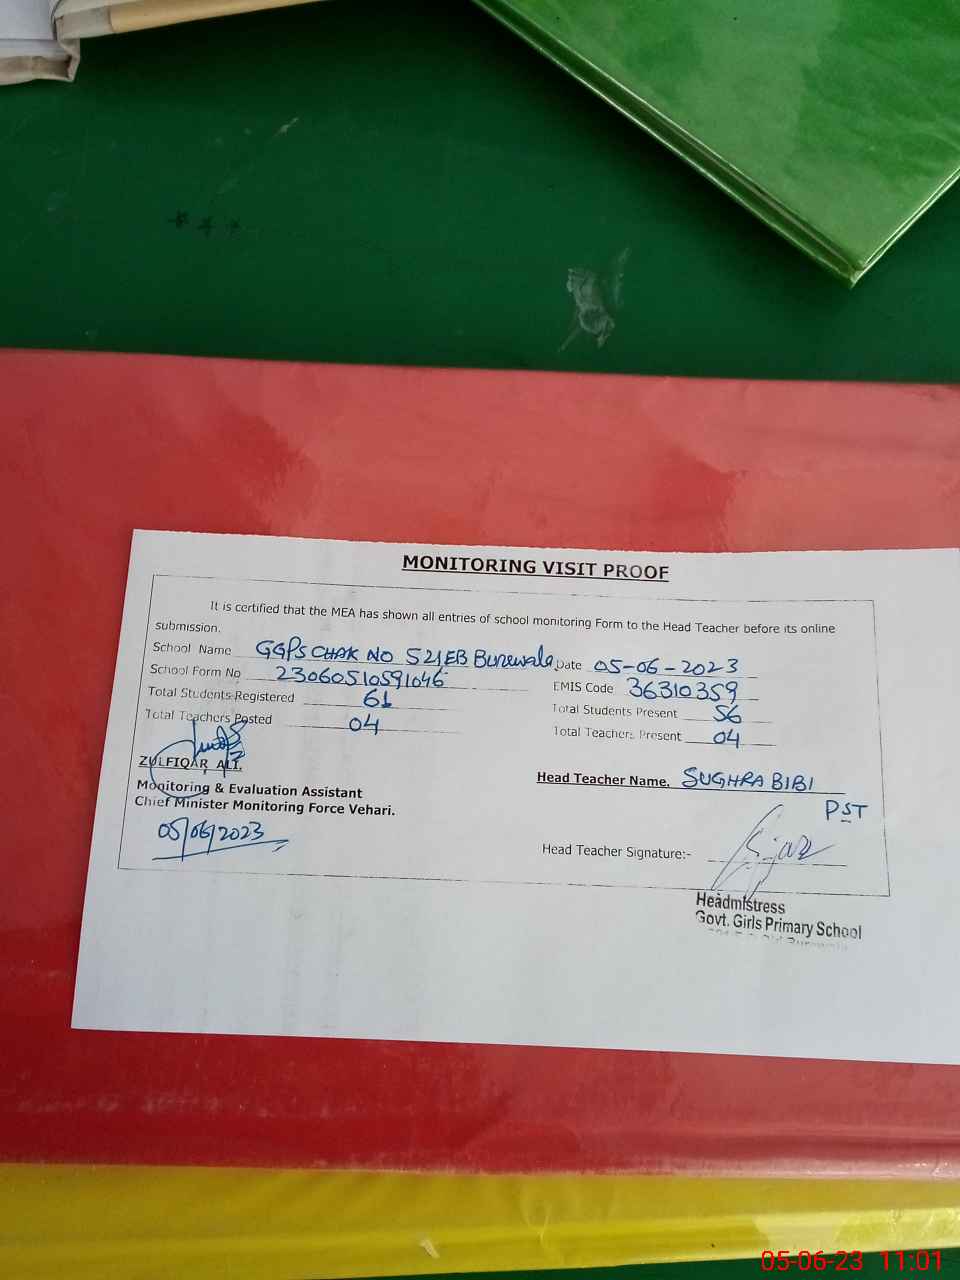 MONITORING VISIT PROOF
It is certified that the MEA has shown all entries of school monitoring Form to the Head Teacher before its online
submission.
School Name GGPS CHAK NO 521EB Burewala Date 05-06-2023
School Form No 23060510591046 EMIS Code 36310359
Total Students Registered 61 Total Students Present 56
Total Teachers Posted 04 Total Teachers Present 04
ZULFIQAR ALI. Head Teacher Name. SUGHRA BIBI
Monitoring & Evaluation Assistant PST
Chief Minister Monitoring Force Vehari.
05/06/2023
Head Teacher Signature:-
Headmistress
Govt. Girls Primary School
05-06-23 11:01